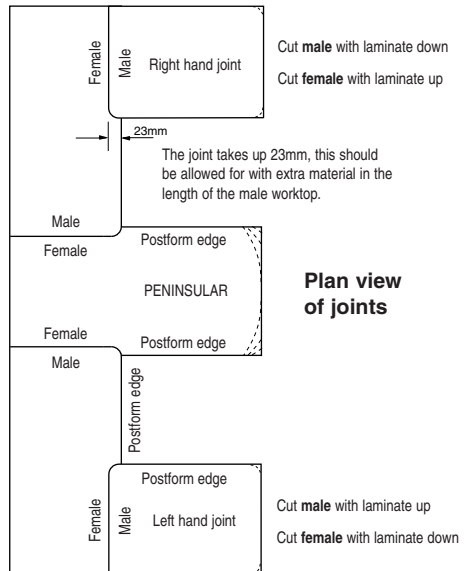 Female
Male
Right hand joint
Cut male with laminate down
Cut female with laminate up
23mm
The joint takes up 23mm, this should
be allowed for with extra material in the
length of the male worktop.
Male
Female
Postform edge
PENINSULAR
Plan view
of joints
Female
Male
Postform edge
Postform edge
Postform edge
Female
Male
Left hand joint
Cut male with laminate up
Cut female with laminate down